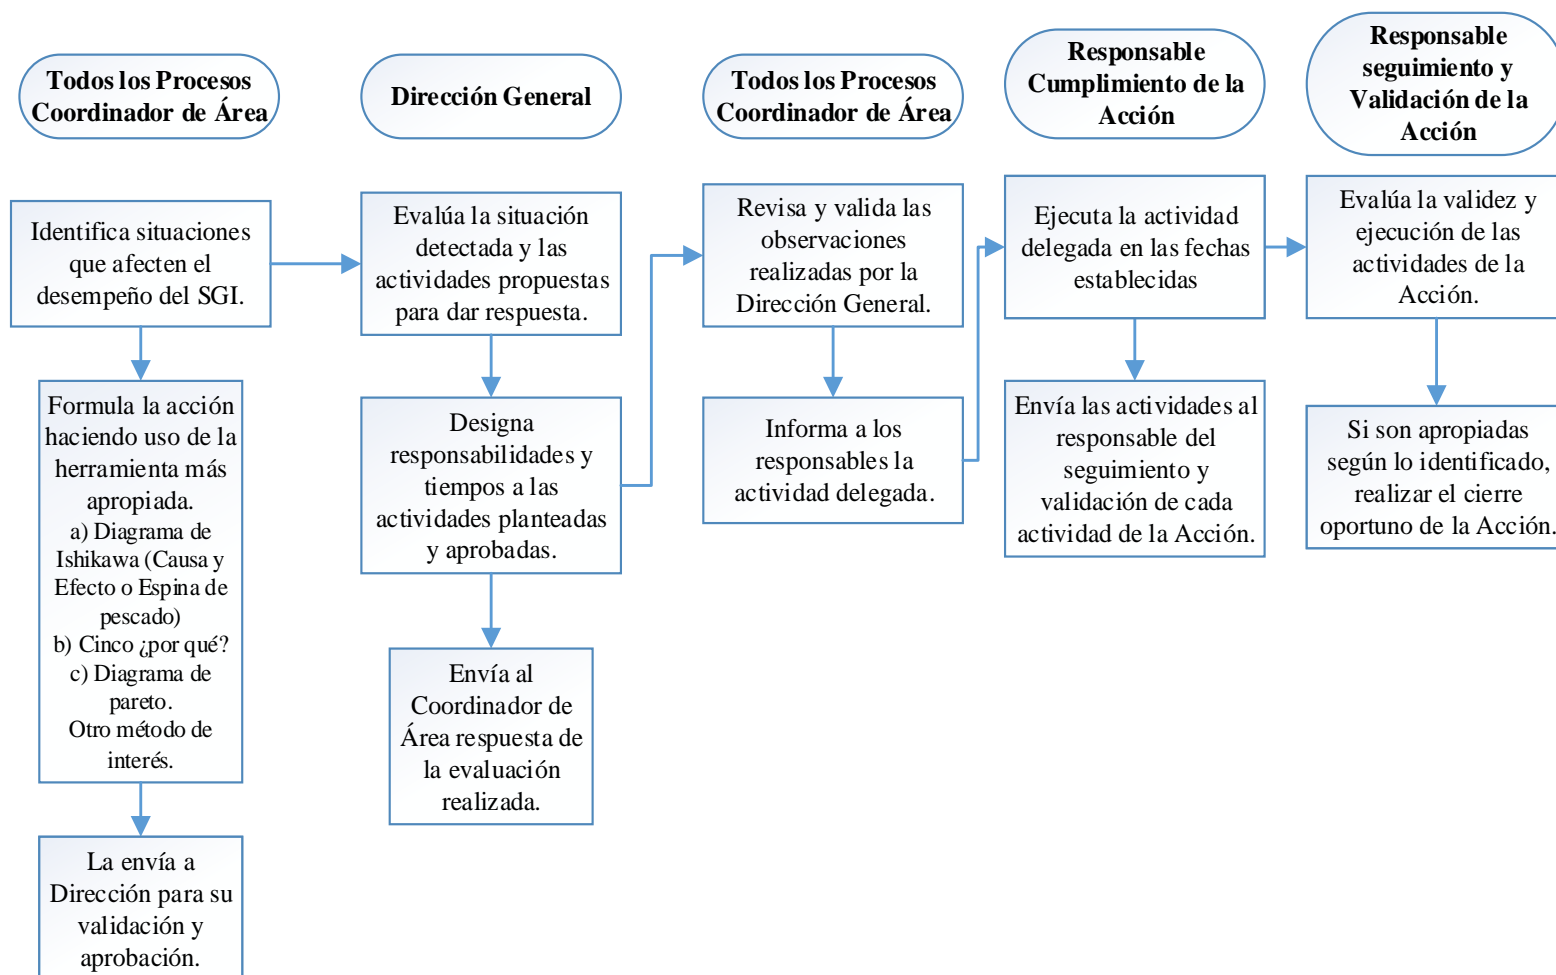 Todos los Procesos
Coordinador de Área
Identifica situaciones
que afecten el
desempeño del SGI.
Formula la acción
haciendo uso de la
herramienta más
apropiada.
a) Diagrama de
Ishikawa (Causa y
Efecto o Espina de
pescado)
b) Cinco ¿por qué?
c) Diagrama de
pareto.
Otro método de
interés.
La envía a
Dirección para su
validación y
aprobación.
Dirección General
Evalúa la situación
detectada y las
actividades propuestas
para dar respuesta.
Designa
responsabilidades y
tiempos a las
actividades planteadas
y aprobadas.
Envía al
Coordinador de
Área respuesta de
la evaluación
realizada.
Todos los Procesos
Coordinador de Área
Revisa y valida las
observaciones
realizadas por la
Dirección General.
Informa a los
responsables la
actividad delegada.
Responsable
Cumplimiento de la
Acción
Ejecuta la actividad
delegada en las fechas
establecidas
Envía las actividades al
responsable del
seguimiento y
validación de cada
actividad de la Acción.
Responsable
seguimiento y
Validación de la
Acción
Evalúa la validez y
ejecución de las
actividades de la
Acción.
Si son apropiadas
según lo identificado,
realizar el cierre
oportuno de la Acción.